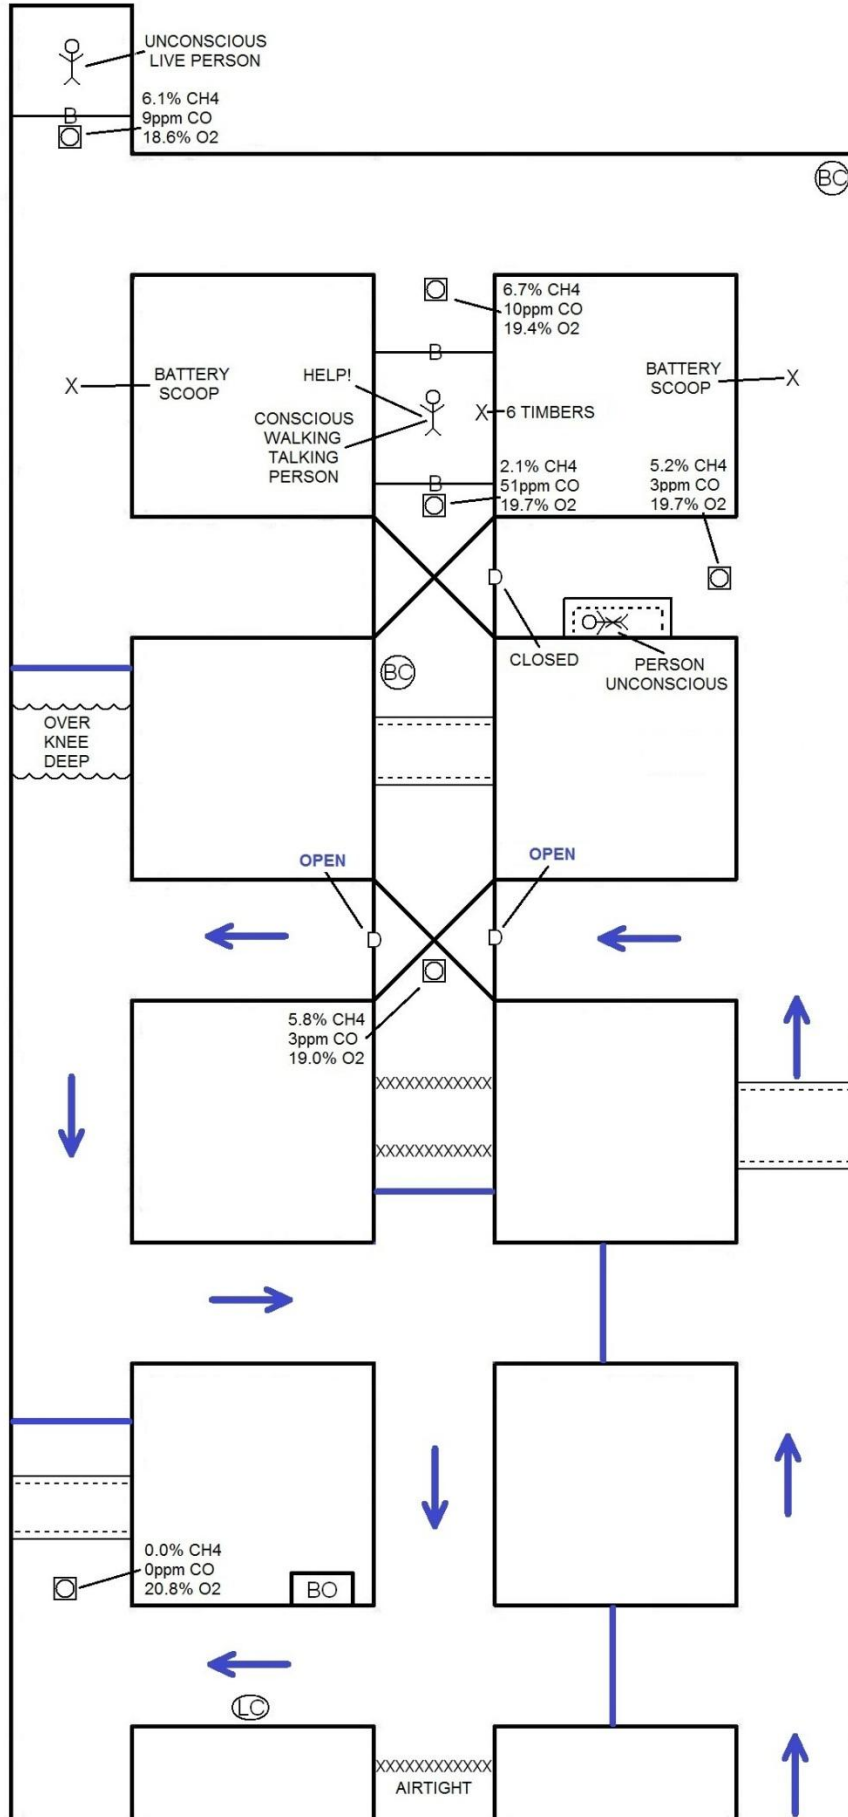 UNCONSCIOUS
LIVE PERSON
6.1% CH4
9ppm CO
18.6% O2
B
BC
6.7% CH4
10ppm CO
19.4% O2
B
BATTERY
SCOOP
X
HELP!
CONSCIOUS
WALKING
TALKING
PERSON
X
6 TIMBERS
BATTERY
SCOOP
X
2.1% CH4
51ppm CO
19.7% O2
B
5.2% CH4
3ppm CO
19.7% O2
D
CLOSED
PERSON
UNCONSCIOUS
BC
OVER
KNEE
DEEP
OPEN
OPEN
D
D
5.8% CH4
3ppm CO
19.0% O2
XXXXXXXXXXXX
XXXXXXXXXXXX
0.0% CH4
0ppm CO
20.8% O2
BO
LC
XXXXXXXXXXXX
AIRTIGHT